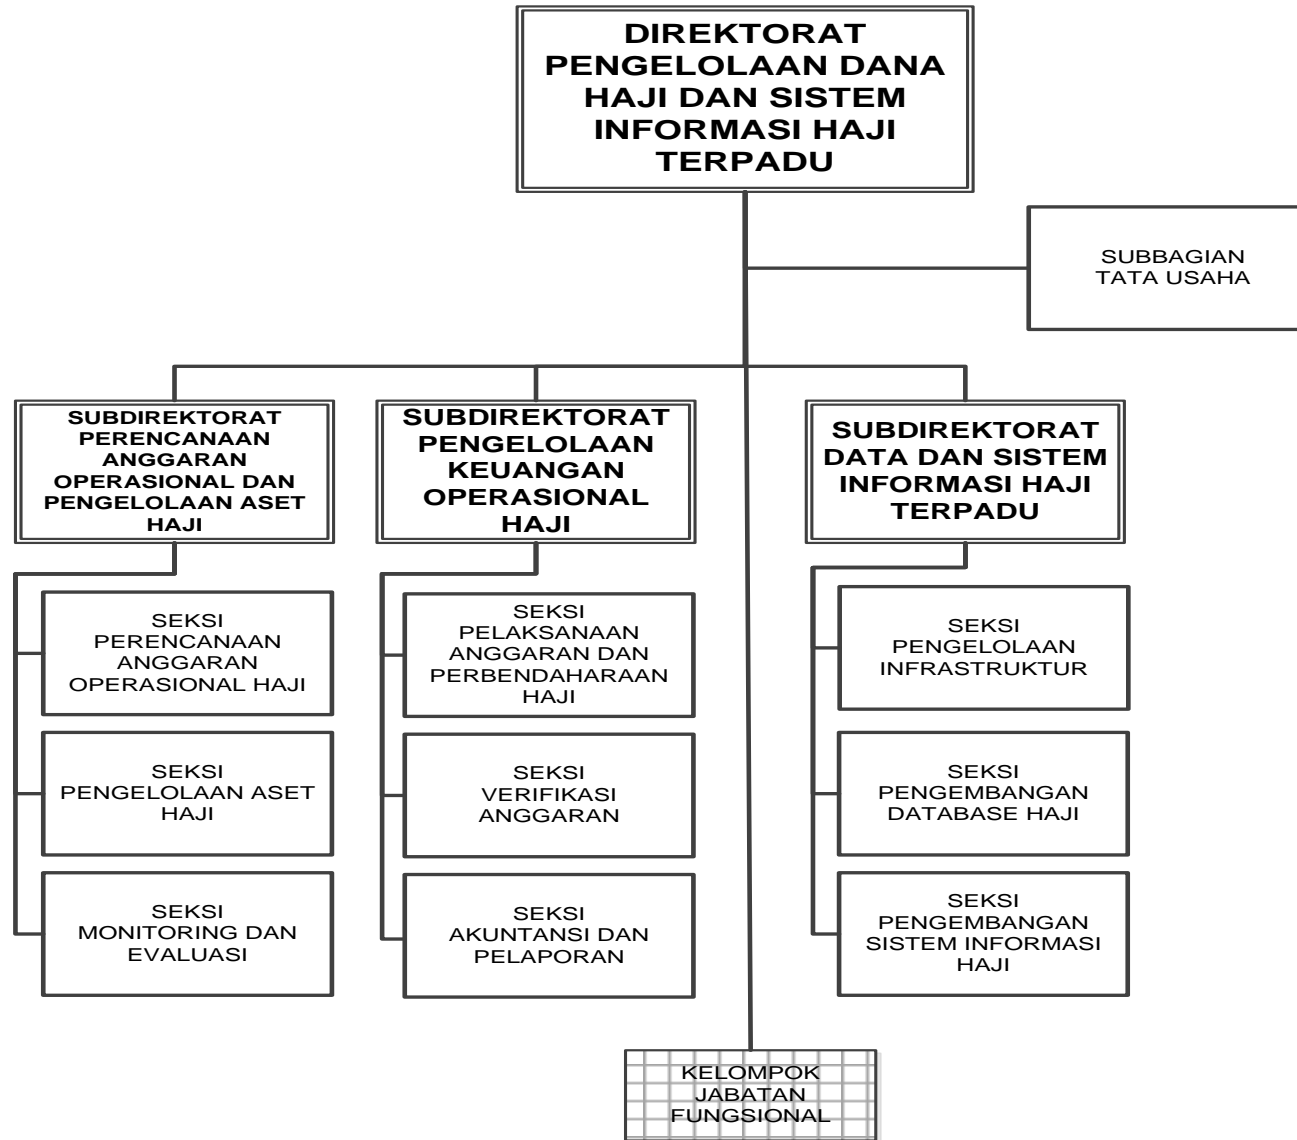 DIREKTORAT
PENGELOLAAN DANA
HAJI DAN SISTEM
INFORMASI HAJI
TERPADU
SUBBAGIAN
TATA USAHA
SUBDIREKTORAT
PERENCANAAN
ANGGARAN
OPERASIONAL DAN
PENGELOLAAN ASET
HAJI
SUBDIREKTORAT
PENGELOLAAN
KEUANGAN
OPERASIONAL
HAJI
SUBDIREKTORAT
DATA DAN SISTEM
INFORMASI HAJI
TERPADU
SEKSI
PERENCANAAN
ANGGARAN
OPERASIONAL HAJI
SEKSI
PELAKSANAAN
ANGGARAN DAN
PERBENDAHARAAN
HAJI
SEKSI
PENGELOLAAN
INFRASTRUKTUR
SEKSI
PENGELOLAAN ASET
HAJI
SEKSI
VERIFIKASI
ANGGARAN
SEKSI
PENGEMBANGAN
DATABASE HAJI
SEKSI
MONITORING DAN
EVALUASI
SEKSI
AKUNTANSI DAN
PELAPORAN
SEKSI
PENGEMBANGAN
SISTEM INFORMASI
HAJI
KELOMPOK
JABATAN
FUNGSIONAL